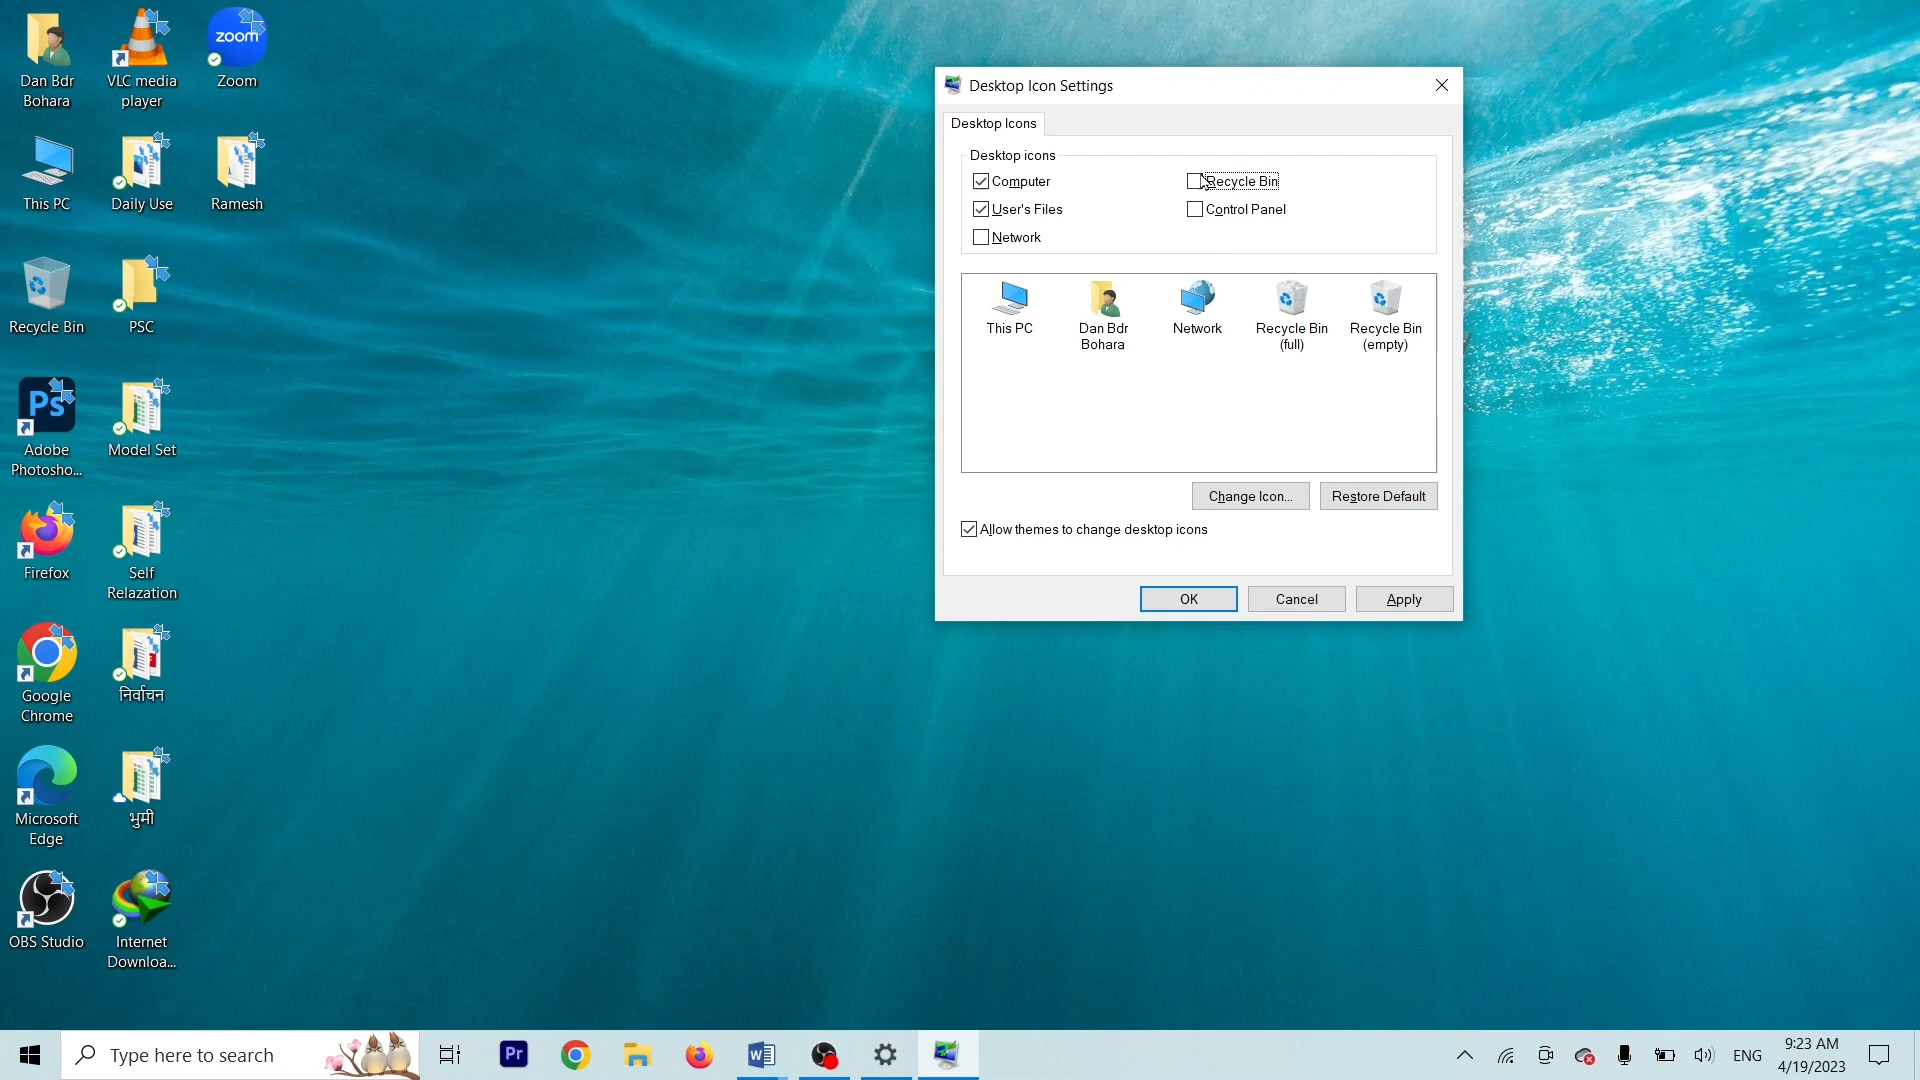 Dan Bdr
Bohara
VLC media
player
zoom
Zoom
This PC
Daily Use
Ramesh
Recycle Bin
PSC
Ps
Adobe
Photosho...
Model Set
Firefox
Self
Relazation
Google
Chrome
निर्वाचन
Microsoft
Edge
भुमी
OBS Studio
Internet
Downloa...
Desktop Icon Settings
Desktop Icons
Desktop icons
Computer
Recycle Bin
User's Files
Control Panel
Network
This PC
Dan Bdr
Bohara
Network
Recycle Bin
(full)
Recycle Bin
(empty)
Change Icon...
Restore Default
Allow themes to change desktop icons
OK
Cancel
Apply
Type here to search
Pr
ENG
9:23 AM
4/19/2023